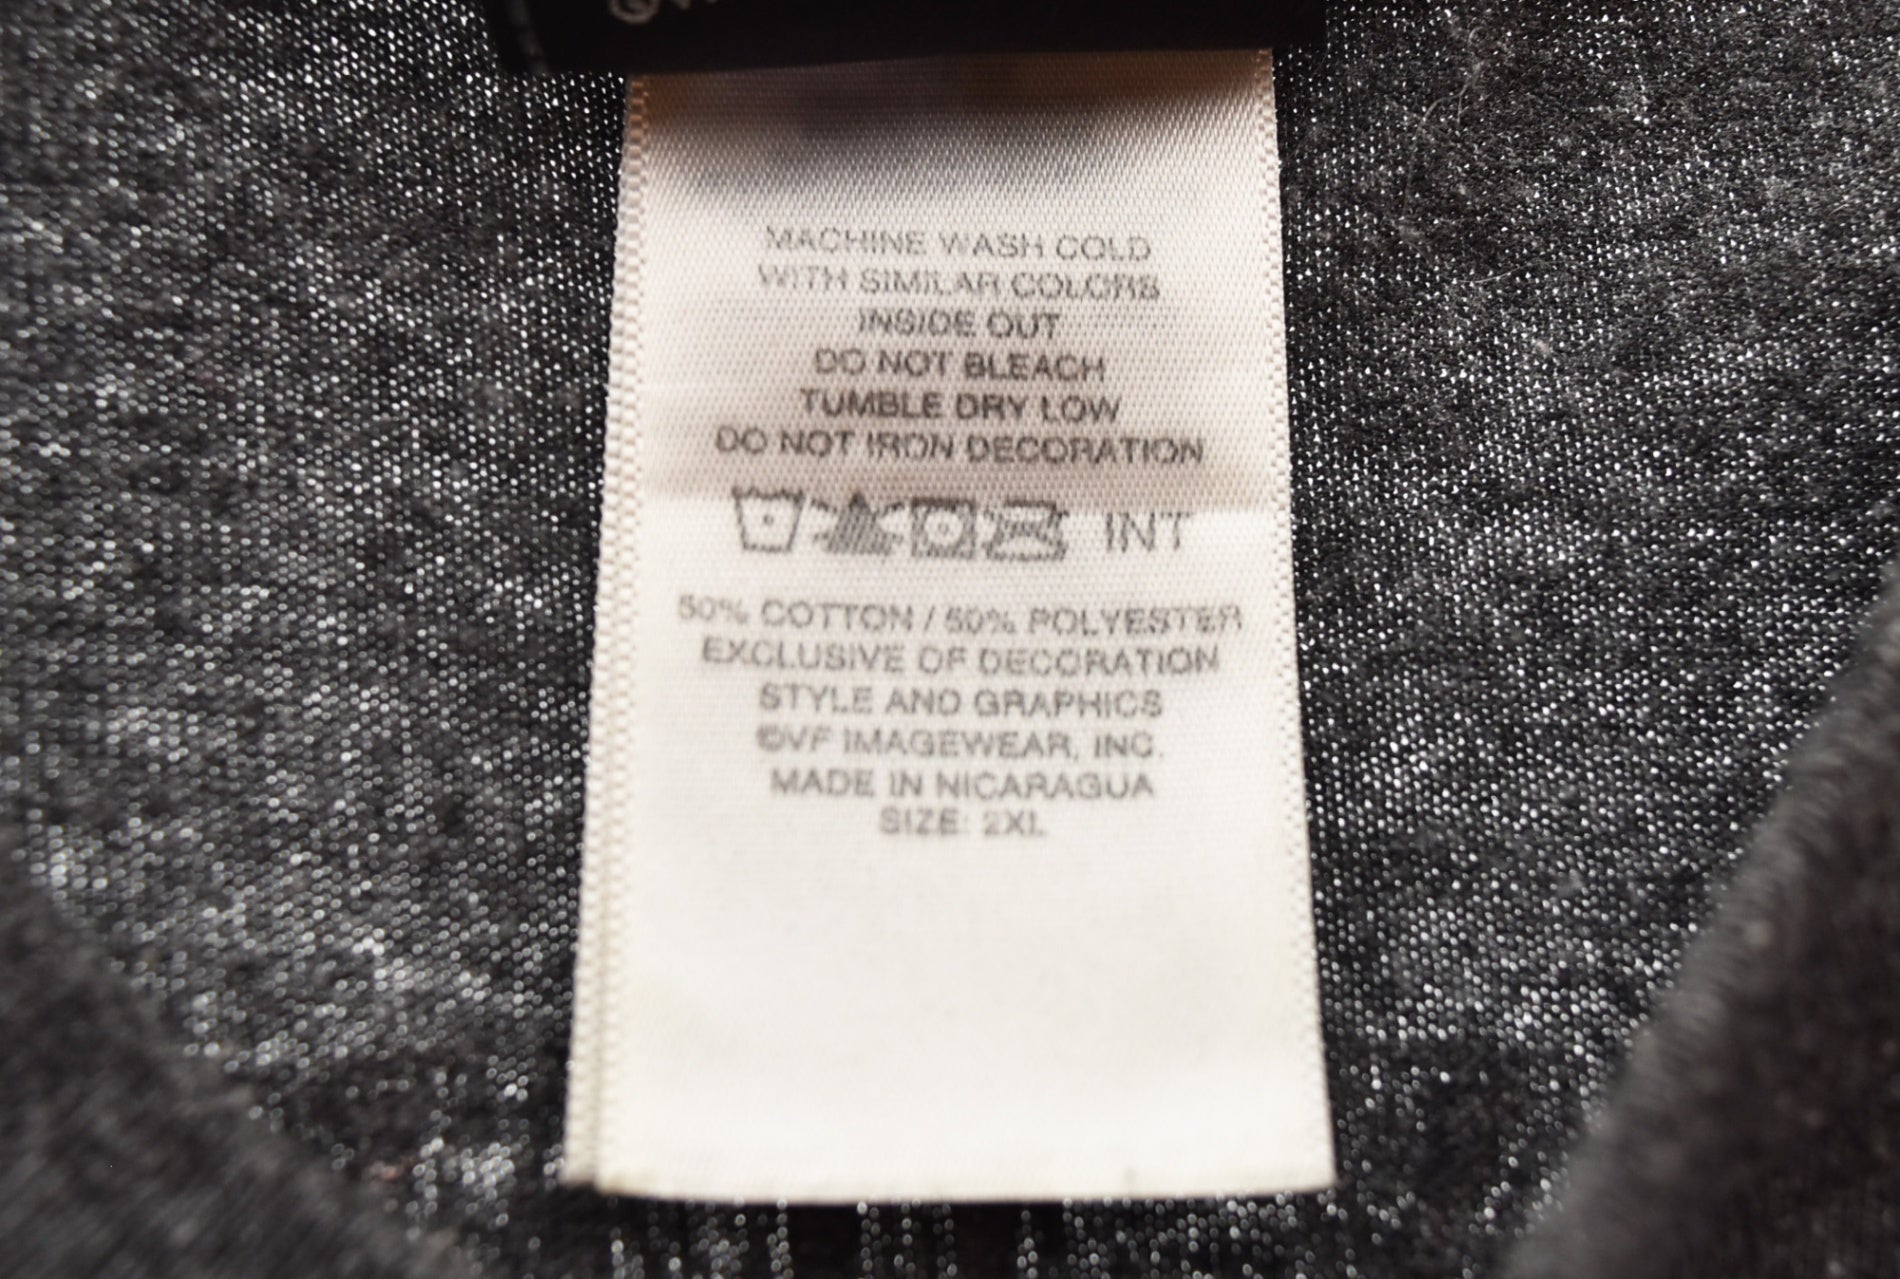 MACHINE WASH COLD
WITH SIMILAR COLORS
INSIDE OUT
DO NOT BLEACH
TUMBLE DRY LOW
DO NOT IRON DECORATION
INT
50% COTTON / 50% POLYESTER
EXCLUSIVE OF DECORATION
STYLE AND GRAPHICS
©VF IMAGEWEAR, INC.
MADE IN NICARAGUA
SIZE: 2XL